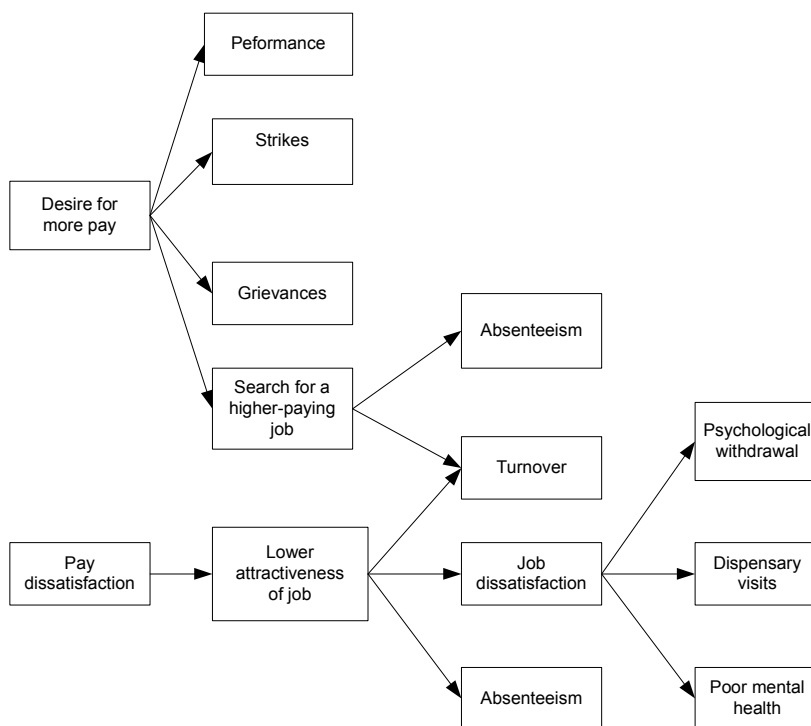 Peformance
Strikes
Desire for
more pay
Grievances
Absenteeism
Search for a
higher-paying
job
Psychological
withdrawal
Turnover
Pay
dissatisfaction
Lower
attractiveness
of job
Job
dissatisfaction
Dispensary
visits
Absenteeism
Poor mental
health